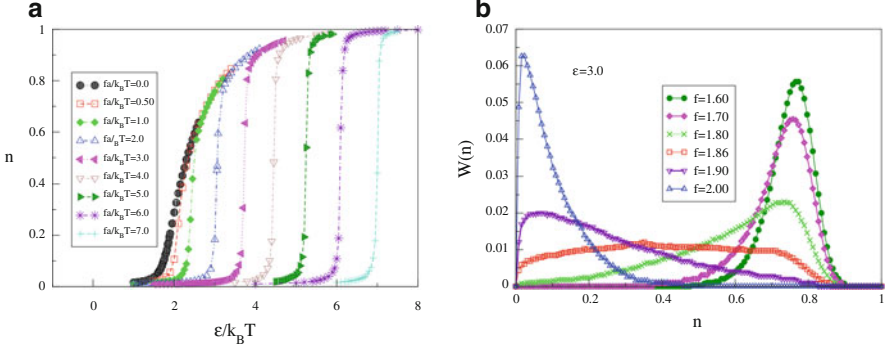 a
1
0.8
0.6
0.4
0.2
0
n
fa/k_BT=0.0
fa/k_BT=0.50
fa/k_BT=1.0
fa/_BT=2.0
fa/k_BT=3.0
fa/k_BT=4.0
fa/k_BT=5.0
fa/k_BT=6.0
fa/k_BT=7.0
0 2 4 6 8
ε/k_BT
b
0.07
0.06
0.05
0.04
0.03
0.02
0.01
0
W(n)
ε=3.0
f=1.60
f=1.70
f=1.80
f=1.86
f=1.90
f=2.00
0 0.2 0.4 0.6 0.8 1
n